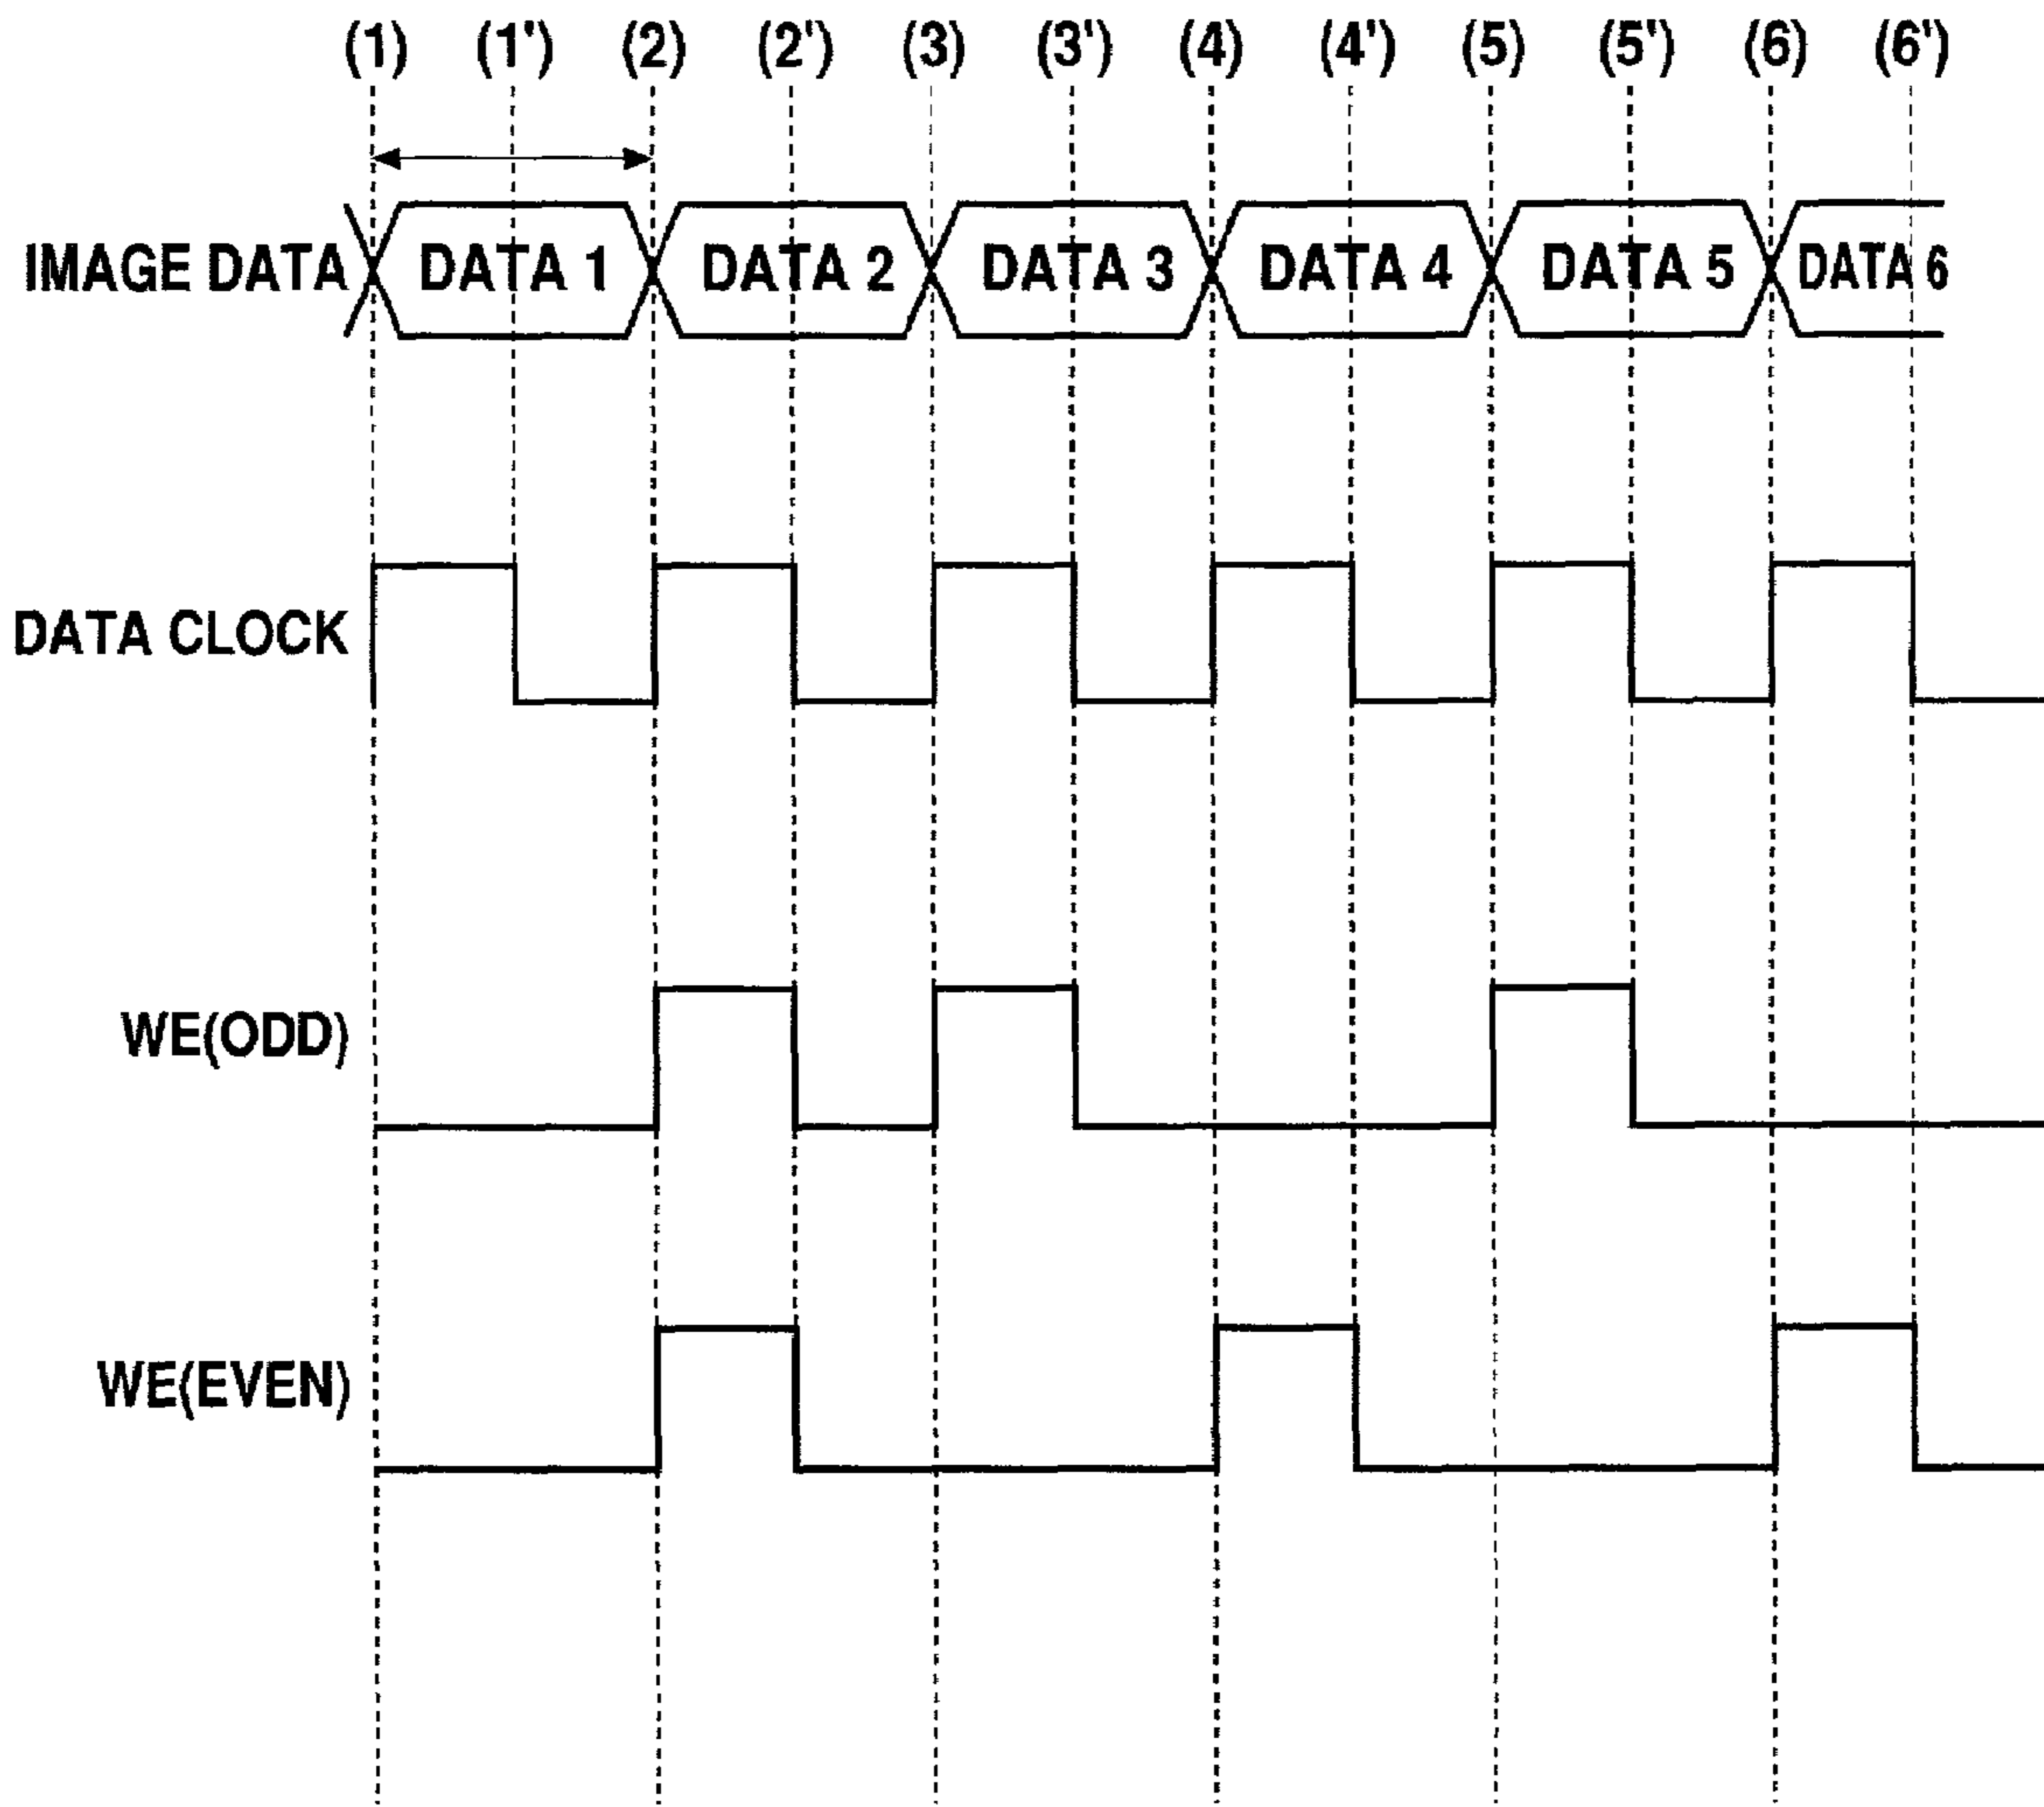 (1) (1') (2) (2') (3) (3') (4) (4') (5) (5') (6) (6')
IMAGE DATA DATA 1 DATA 2 DATA 3 DATA 4 DATA 5 DATA 6
DATA CLOCK
WE(ODD)
WE(EVEN)